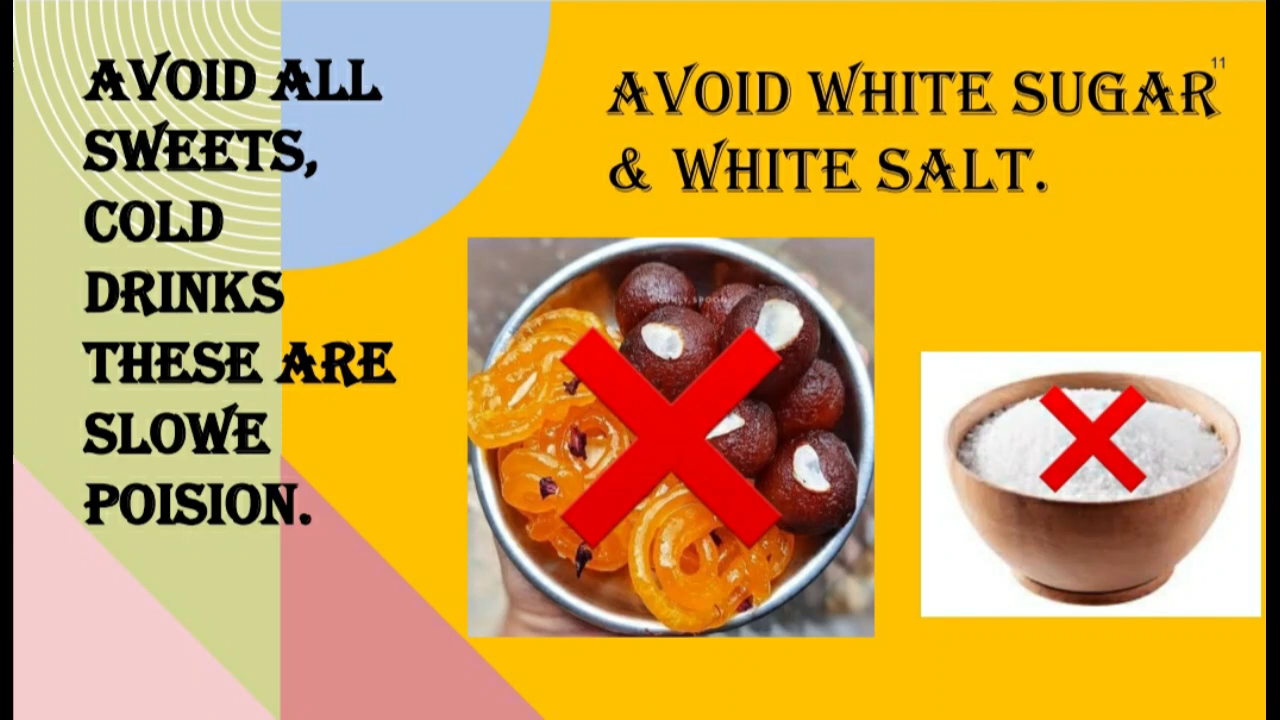 AVOID ALL
SWEETS,
COLD
DRINKS
THESE ARE
SLOWE
POISION.
11
AVOID WHITE SUGAR
& WHITE SALT.